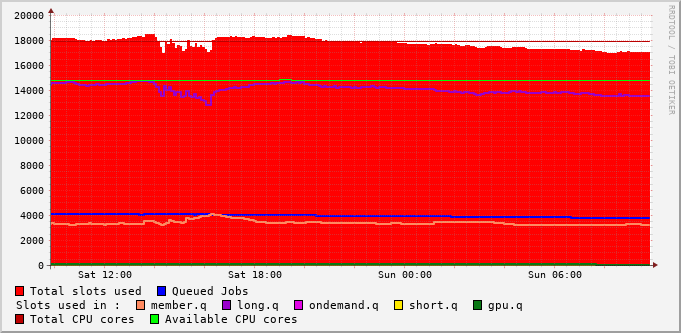 20000
18000
16000
14000
12000
10000
8000
6000
4000
2000
0
Sat 12:00 Sat 18:00 Sun 00:00 Sun 06:00
Total slots used Queued Jobs
Slots used in : member.q long.q ondemand.q short.q gpu.q
Total CPU cores Available CPU cores
RRDTOOL / TOBI OETIKER